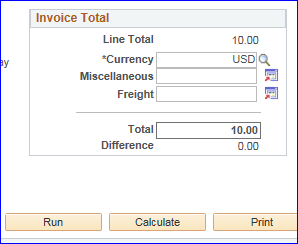 Invoice Total
Line Total 10.00
*Currency USD
ay
Miscellaneous
Freight
Total 10.00
Difference 0.00
Run Calculate Print